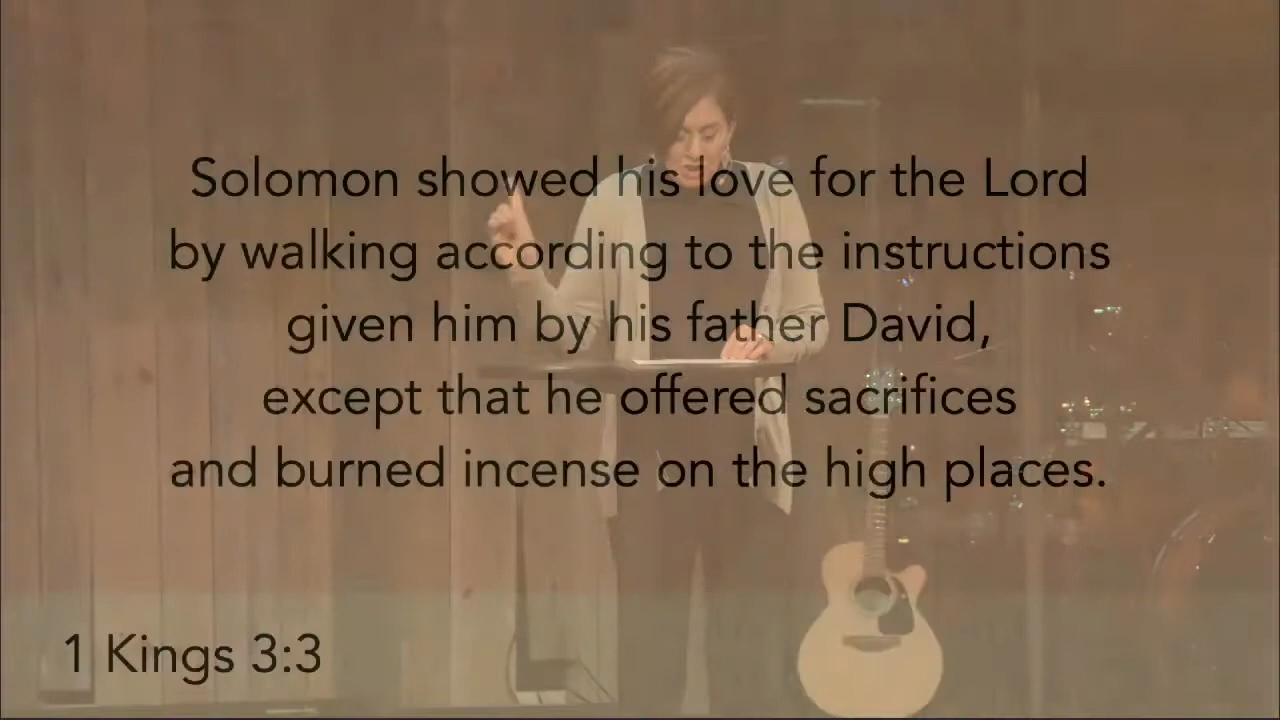 Solomon showed his love for the Lord
by walking according to the instructions
given him by his father David,
except that he offered sacrifices
and burned incense on the high places.
1 Kings 3:3